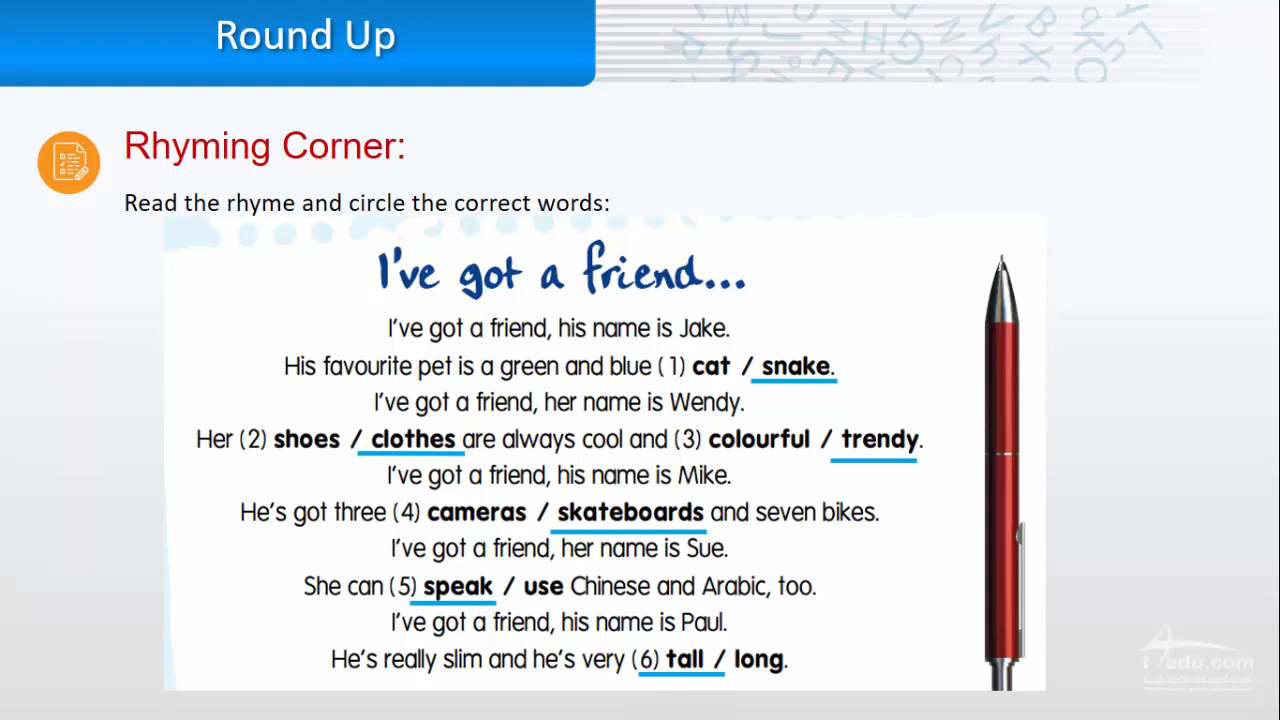 Round Up
Rhyming Corner:
Read the rhyme and circle the correct words:
I've got a friend...
I've got a friend, his name is Jake.
His favourite pet is a green and blue (1) cat / snake.
I've got a friend, her name is Wendy.
Her (2) shoes / clothes are always cool and (3) colourful / trendy.
I've got a friend, his name is Mike.
He's got three (4) cameras / skateboards and seven bikes.
I've got a friend, her name is Sue.
She can (5) speak / use Chinese and Arabic, too.
I've got a friend, his name is Paul.
He's really slim and he's very (6) tall / long.